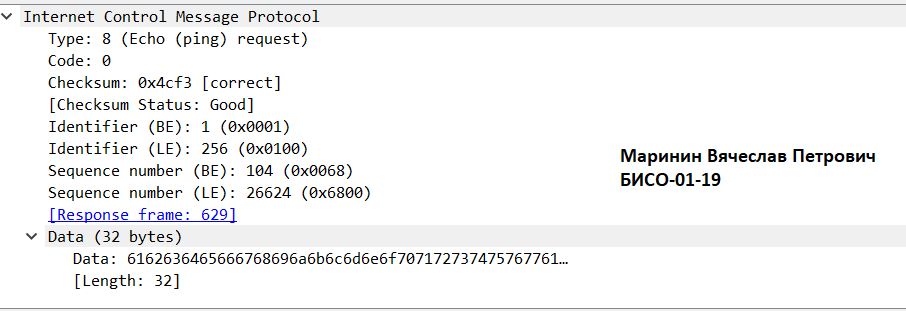 Internet Control Message Protocol
Type: 8 (Echo (ping) request)
Code: 0
Checksum: 0x4cf3 [correct]
[Checksum Status: Good]
Identifier (BE): 1 (0x0001)
Identifier (LE): 256 (0x0100)
Sequence number (BE): 104 (0x0068)
Sequence number (LE): 26624 (0x6800)
[Response frame: 629]
Data (32 bytes)
Data: 6162636465666768696a6b6c6d6e6f7071727374757677​61…
[Length: 32]
Маринин Вячеслав Петрович
БИСО-01-19